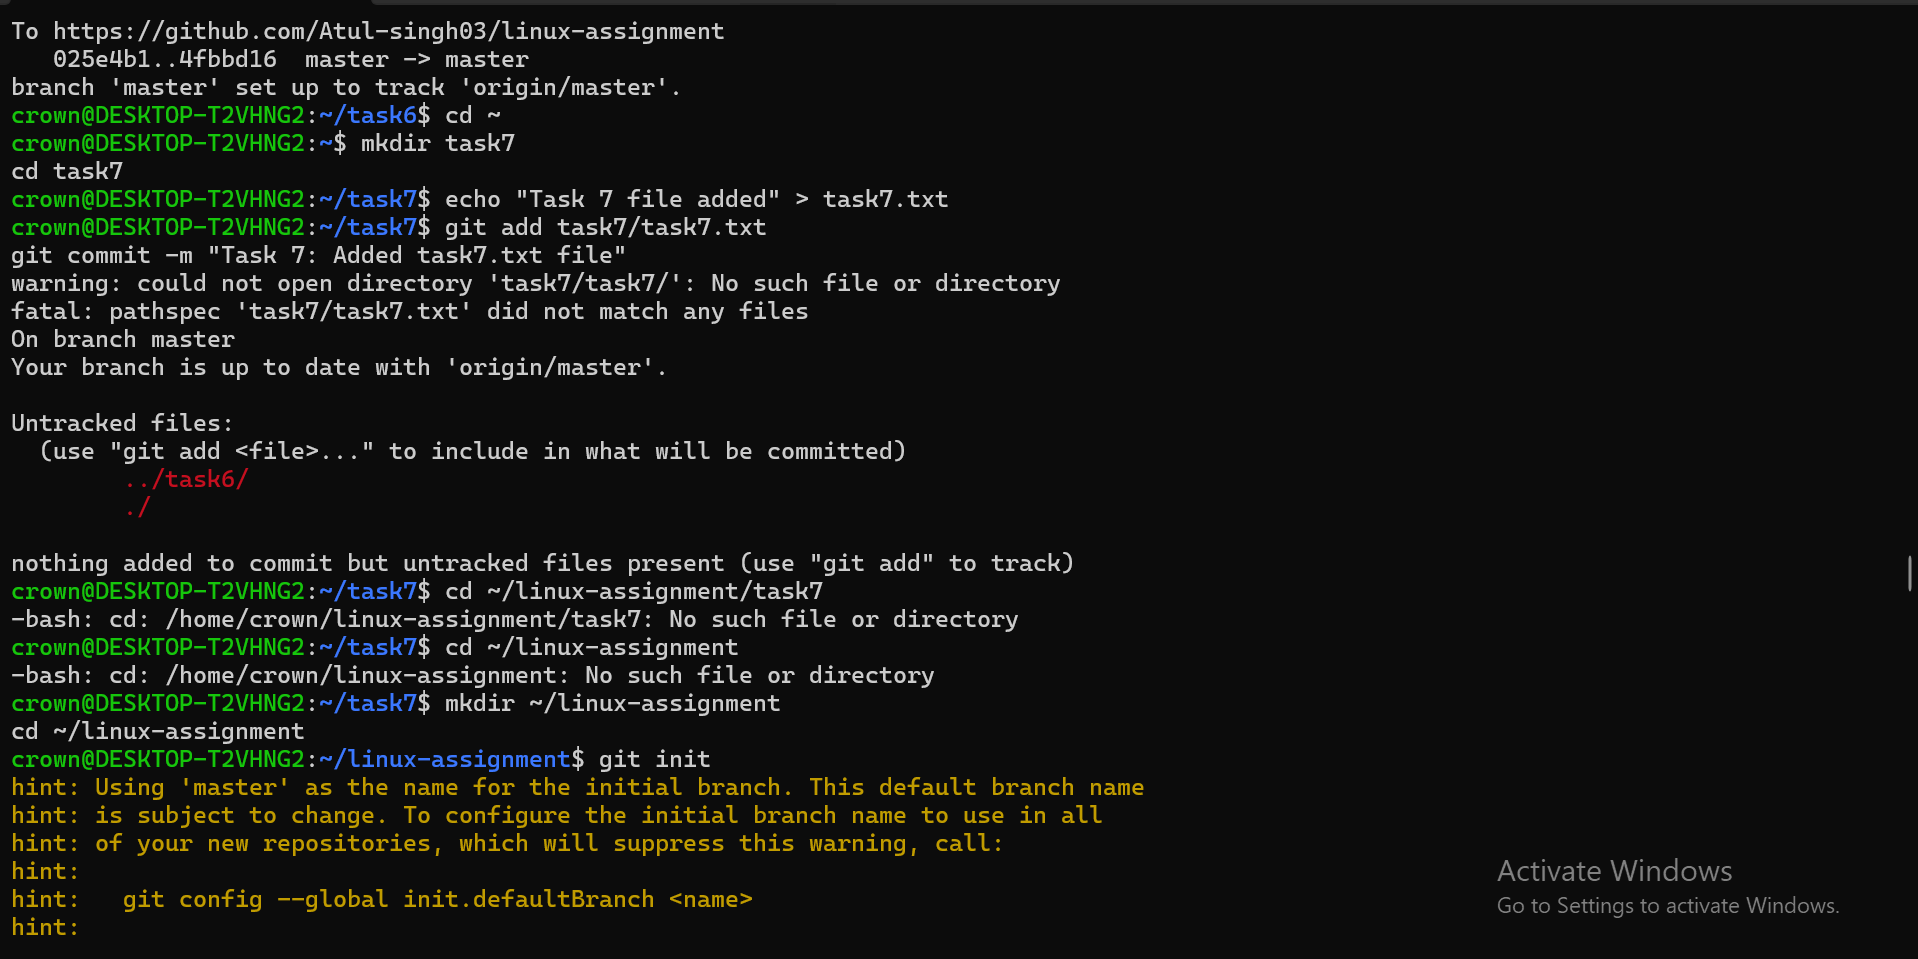 To https://github.com/Atul-singh03/linux-assignment
   025e4b1..4fbbd16  master -> master
branch 'master' set up to track 'origin/master'.
crown@DESKTOP-T2VHNG2:~/task6$ cd ~
crown@DESKTOP-T2VHNG2:~$ mkdir task7
cd task7
crown@DESKTOP-T2VHNG2:~/task7$ echo "Task 7 file added" > task7.txt
crown@DESKTOP-T2VHNG2:~/task7$ git add task7/task7.txt
git commit -m "Task 7: Added task7.txt file"
warning: could not open directory 'task7/task7/': No such file or directory
fatal: pathspec 'task7/task7.txt' did not match any files
On branch master
Your branch is up to date with 'origin/master'.

Untracked files:
  (use "git add <file>..." to include in what will be committed)
        ../task6/
        ./

nothing added to commit but untracked files present (use "git add" to track)
crown@DESKTOP-T2VHNG2:~/task7$ cd ~/linux-assignment/task7
-bash: cd: /home/crown/linux-assignment/task7: No such file or directory
crown@DESKTOP-T2VHNG2:~/task7$ cd ~/linux-assignment
-bash: cd: /home/crown/linux-assignment: No such file or directory
crown@DESKTOP-T2VHNG2:~/task7$ mkdir ~/linux-assignment
cd ~/linux-assignment
crown@DESKTOP-T2VHNG2:~/linux-assignment$ git init
hint: Using 'master' as the name for the initial branch. This default branch name
hint: is subject to change. To configure the initial branch name to use in all
hint: of your new repositories, which will suppress this warning, call:
hint:
hint:   git config --global init.defaultBranch <name>
hint:
Activate Windows
Go to Settings to activate Windows.